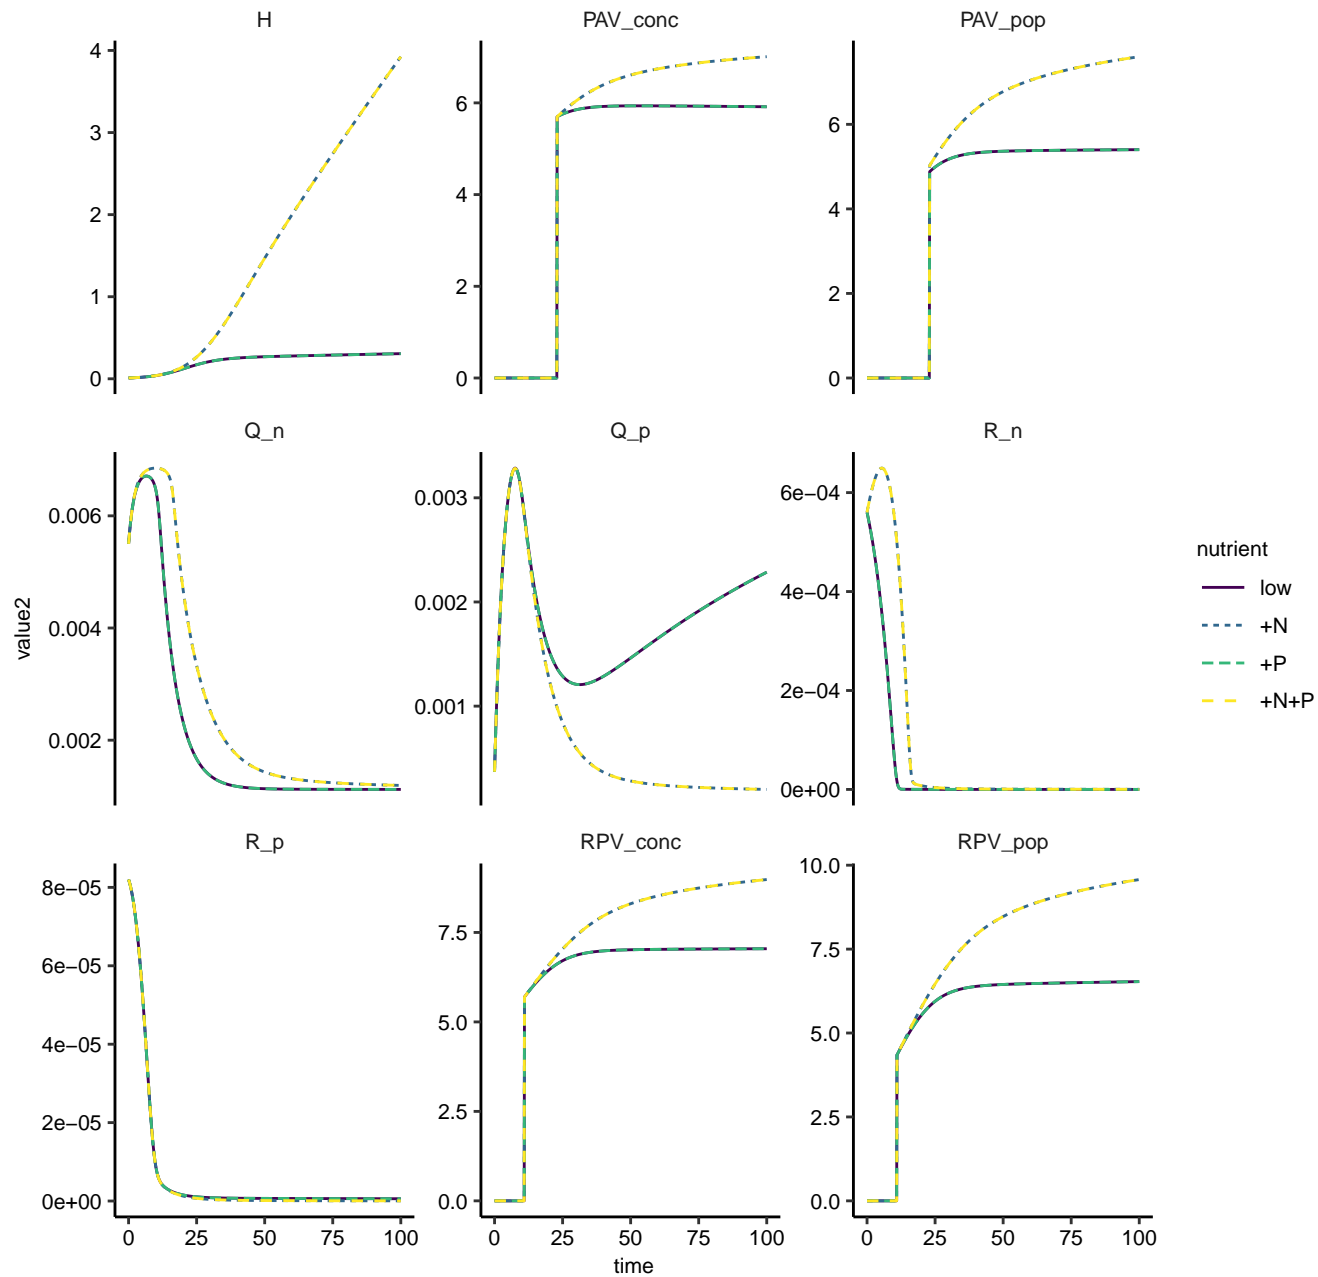 H
PAV_conc
PAV_pop
4
3
2
1
0
6
4
2
0
6
4
2
0
Q_n
Q_p
R_n
0.006
0.004
0.002
0.003
0.002
0.001
6e−04
4e−04
2e−04
0e+00
value2
nutrient
low
+N
+P
+N+P
R_p
RPV_conc
RPV_pop
8e−05
6e−05
4e−05
2e−05
0e+00
7.5
5.0
2.5
0.0
10.0
7.5
5.0
2.5
0.0
0 25 50 75 100
0 25 50 75 100
0 25 50 75 100
time